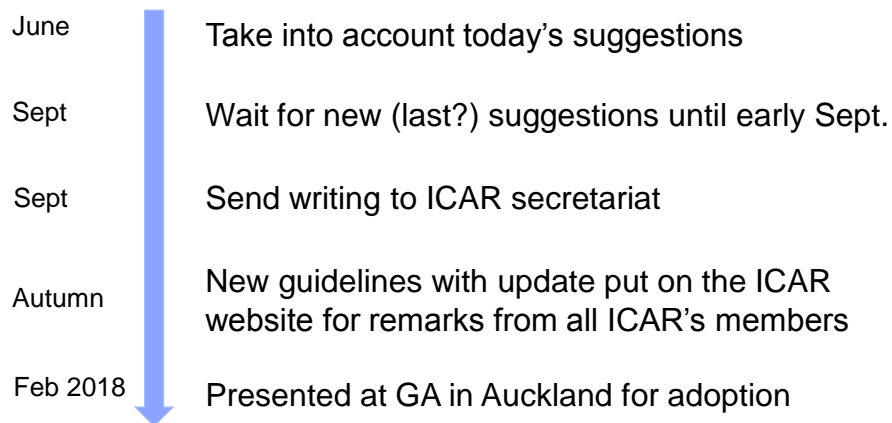 June
Take into account today's suggestions
Sept
Wait for new (last?) suggestions until early Sept.
Sept
Send writing to ICAR secretariat
Autumn
New guidelines with update put on the ICAR
website for remarks from all ICAR's members
Feb 2018
Presented at GA in Auckland for adoption